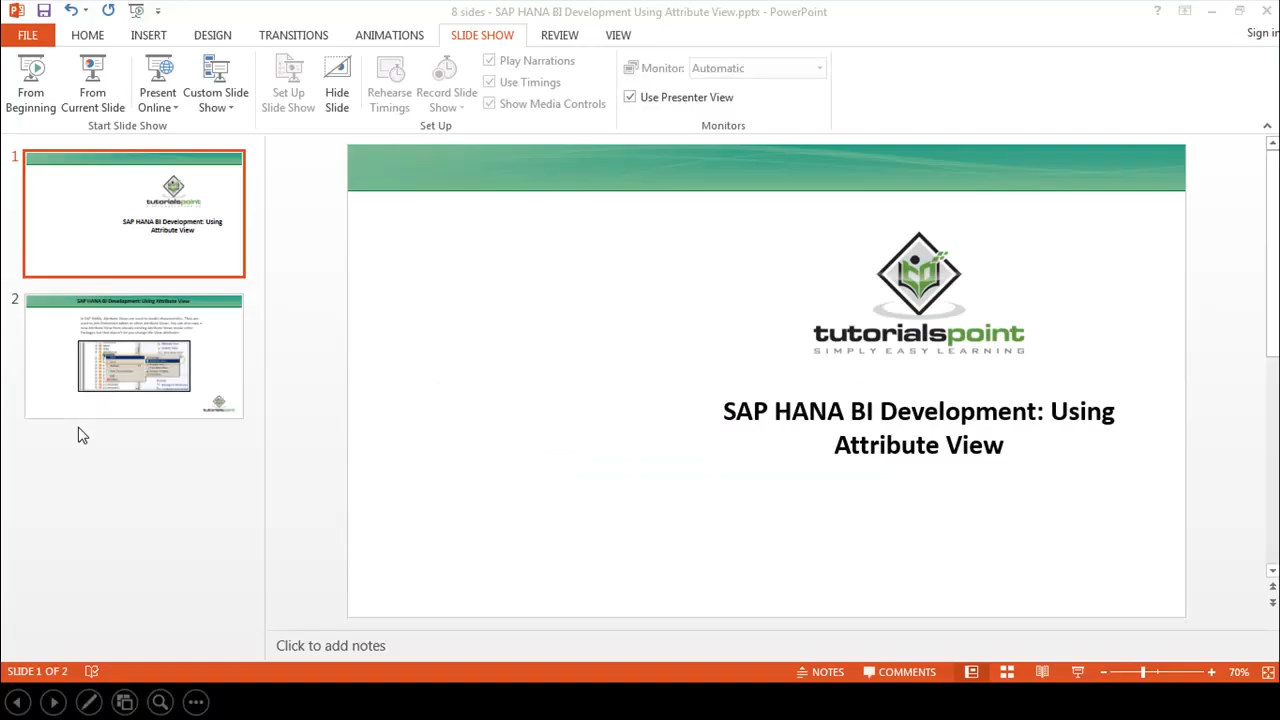 8 sides - SAP HANA BI Development Using Attribute View.pptx - PowerPoint
FILE HOME INSERT DESIGN TRANSITIONS ANIMATIONS SLIDE SHOW REVIEW VIEW Sign in
From Beginning
From Current Slide
Present Online
Custom Slide Show
Set Up Slide Show
Hide Slide
Rehearse Timings
Record Slide Show
Play Narrations
Use Timings
Show Media Controls
Monitor: Automatic
Use Presenter View
Start Slide Show
Set Up
Monitors
1
tutorialspoint
SAP HANA BI Development: Using
Attribute View
2
SAP HANA BI Development: Using Attribute View
tutorialspoint
tutorialspoint
SIMPLY EASY LEARNING
SAP HANA BI Development: Using
Attribute View
Click to add notes
SLIDE 1 OF 2 NOTES COMMENTS 70%